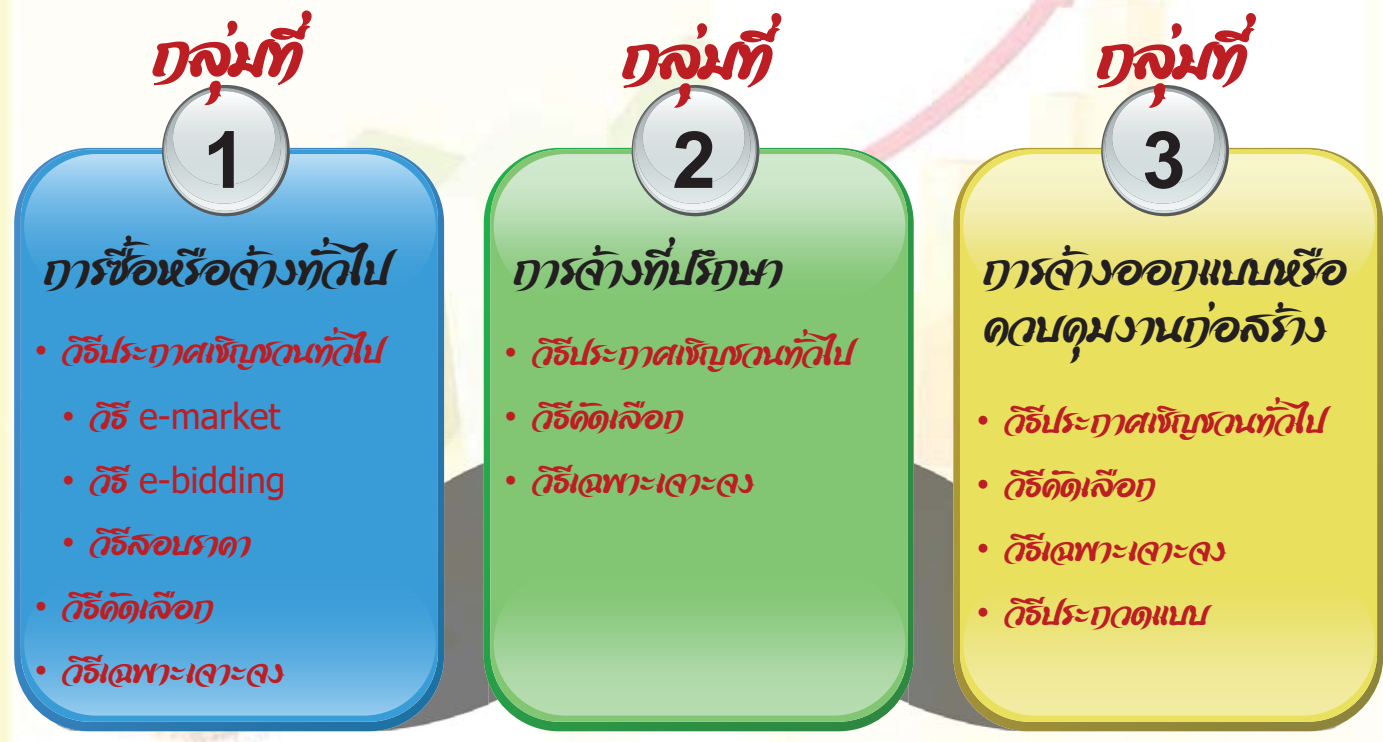 กลุ่มที่
1
การซื้อหรือจ้างทั่วไป
• วิธีประกาศเชิญชวนทั่วไป
• วิธี e-market
• วิธี e-bidding
• วิธีสอบราคา
• วิธีคัดเลือก
• วิธีเฉพาะเจาะจง
กลุ่มที่
2
การจ้างที่ปรึกษา
• วิธีประกาศเชิญชวนทั่วไป
• วิธีคัดเลือก
• วิธีเฉพาะเจาะจง
กลุ่มที่
3
การจ้างออกแบบหรือ
ควบคุมงานก่อสร้าง
• วิธีประกาศเชิญชวนทั่วไป
• วิธีคัดเลือก
• วิธีเฉพาะเจาะจง
• วิธีประกวดแบบ